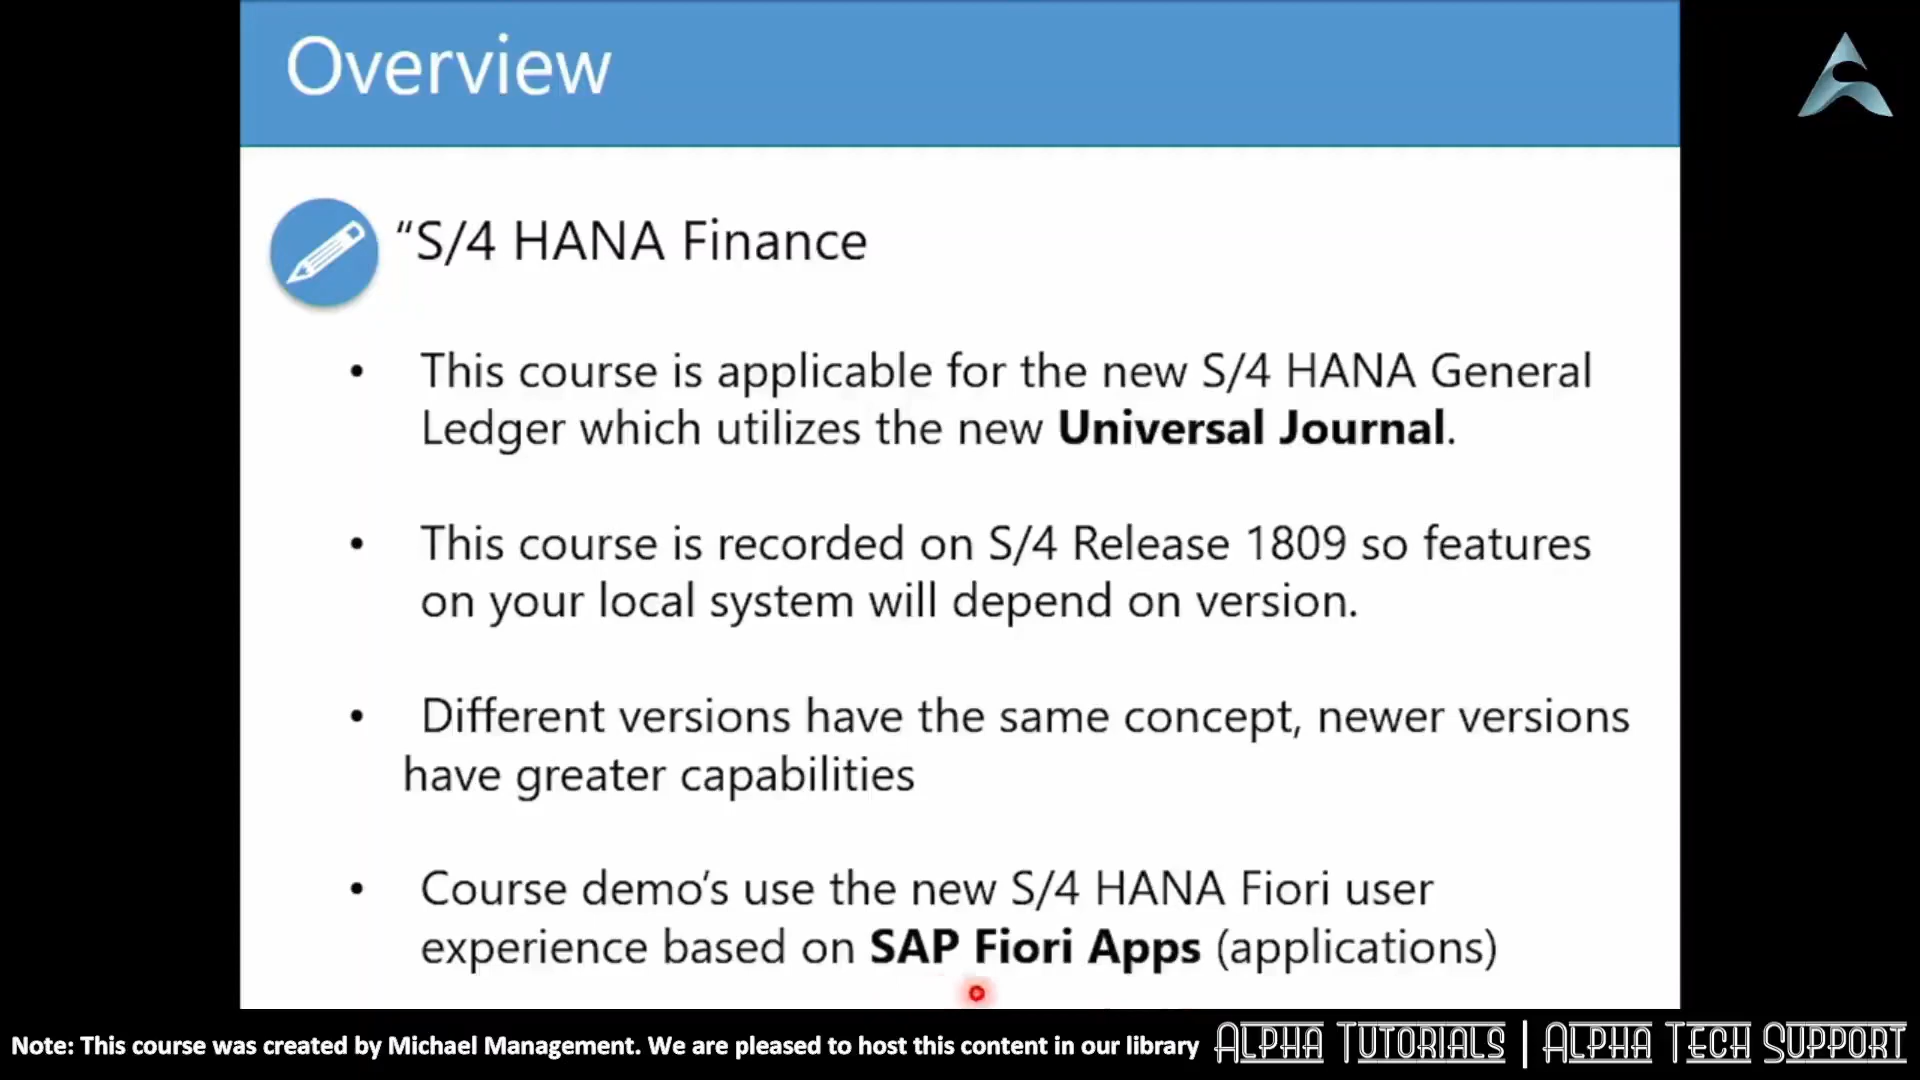 Overview
“S/4 HANA Finance
• This course is applicable for the new S/4 HANA General
Ledger which utilizes the new Universal Journal.
• This course is recorded on S/4 Release 1809 so features
on your local system will depend on version.
• Different versions have the same concept, newer versions
have greater capabilities
• Course demo’s use the new S/4 HANA Fiori user
experience based on SAP Fiori Apps (applications)
Note: This course was created by Michael Management. We are pleased to host this content in our library
Alpha Tutorials | Alpha Tech Support